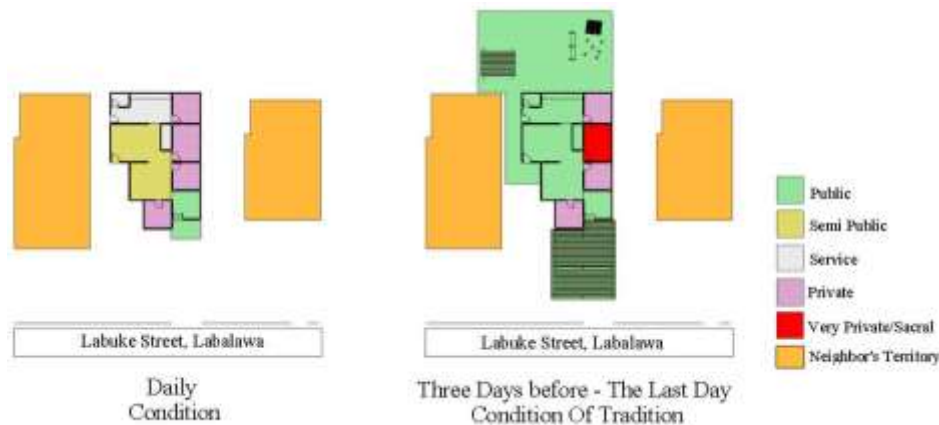 Public
Semi Public
Service
Private
Very Private/Sacral
Neighbor's Territory
Labuke Street, Labalawa
Labuke Street, Labalawa
Daily
Condition
Three Days before - The Last Day
Condition Of Tradition